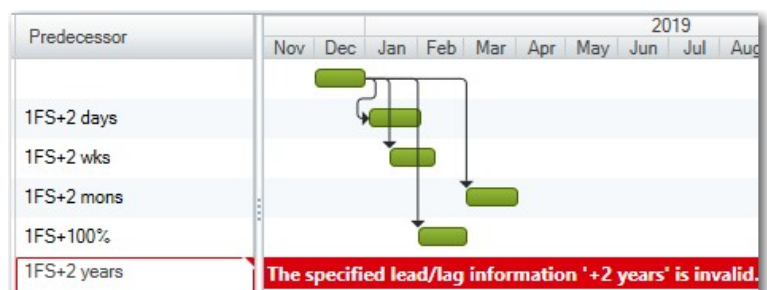 Predecessor
2019
Nov Dec Jan Feb Mar Apr May Jun Jul Aug
1FS+2 days
1FS+2 wks
1FS+2 mons
1FS+100%
1FS+2 years
The specified lead/lag information '+2 years' is invalid.